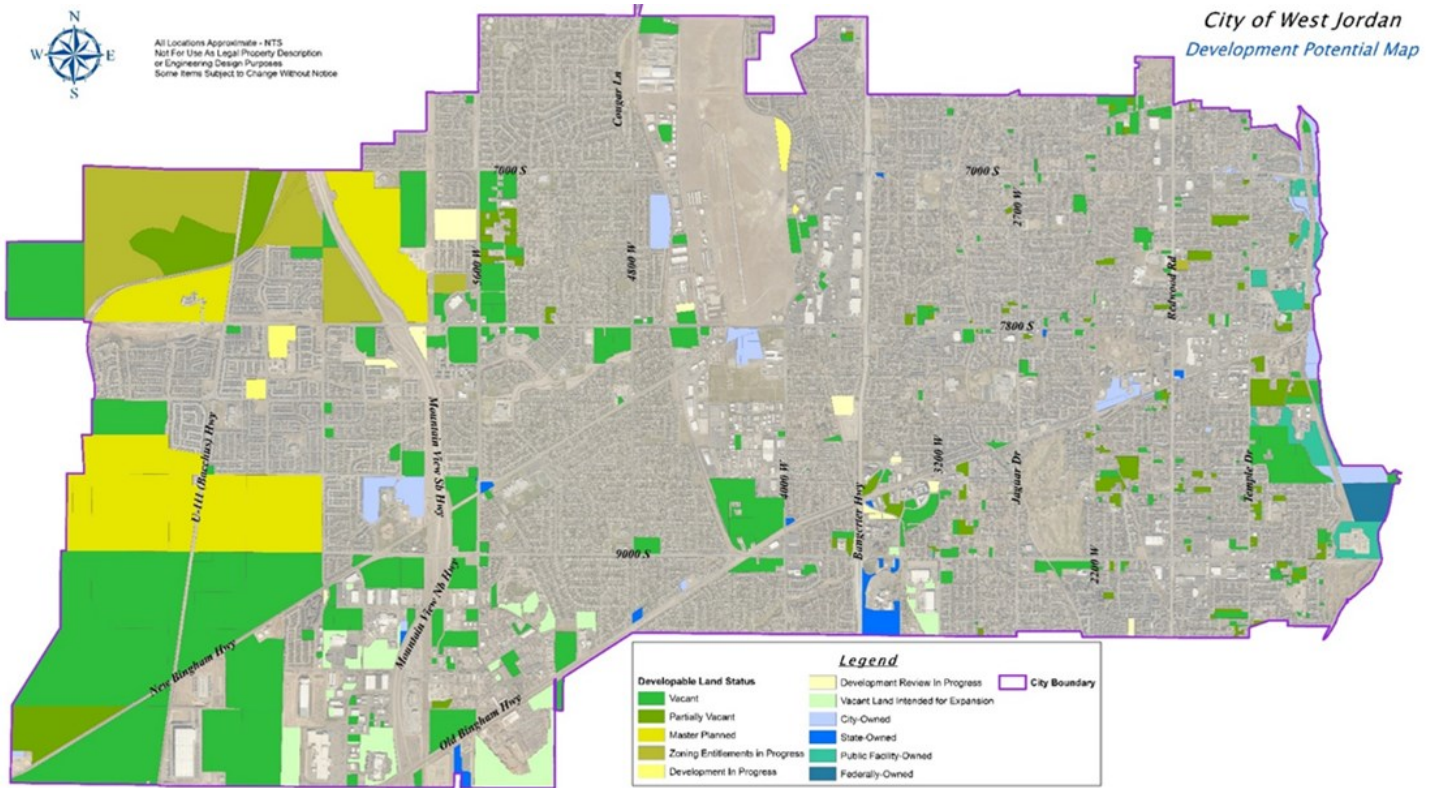 N
W
E
S
All Locations Approximate - NTS
Not For Use As Legal Property Description
or Engineering Design Purposes
Some Items Subject to Change Without Notice
City of West Jordan
Development Potential Map
Cougar Ln
7000 S
7000 S
2700 W
5600 W
4800 W
Redwood Rd
7800 S
U-111 (Bacchus) Hwy
Mountain View Sb Hwy
4000 W
3200 W
Jaguar Dr
Temple Dr
Bangerter Hwy
9000 S
2200 W
Mountain View Nb Hwy
New Bingham Hwy
Old Bingham Hwy
Legend
Developable Land Status
Vacant
Partially Vacant
Master Planned
Zoning Entitlements in Progress
Development In Progress
Development Review In Progress
Vacant Land Intended for Expansion
City-Owned
State-Owned
Public Facility-Owned
Federally-Owned
City Boundary